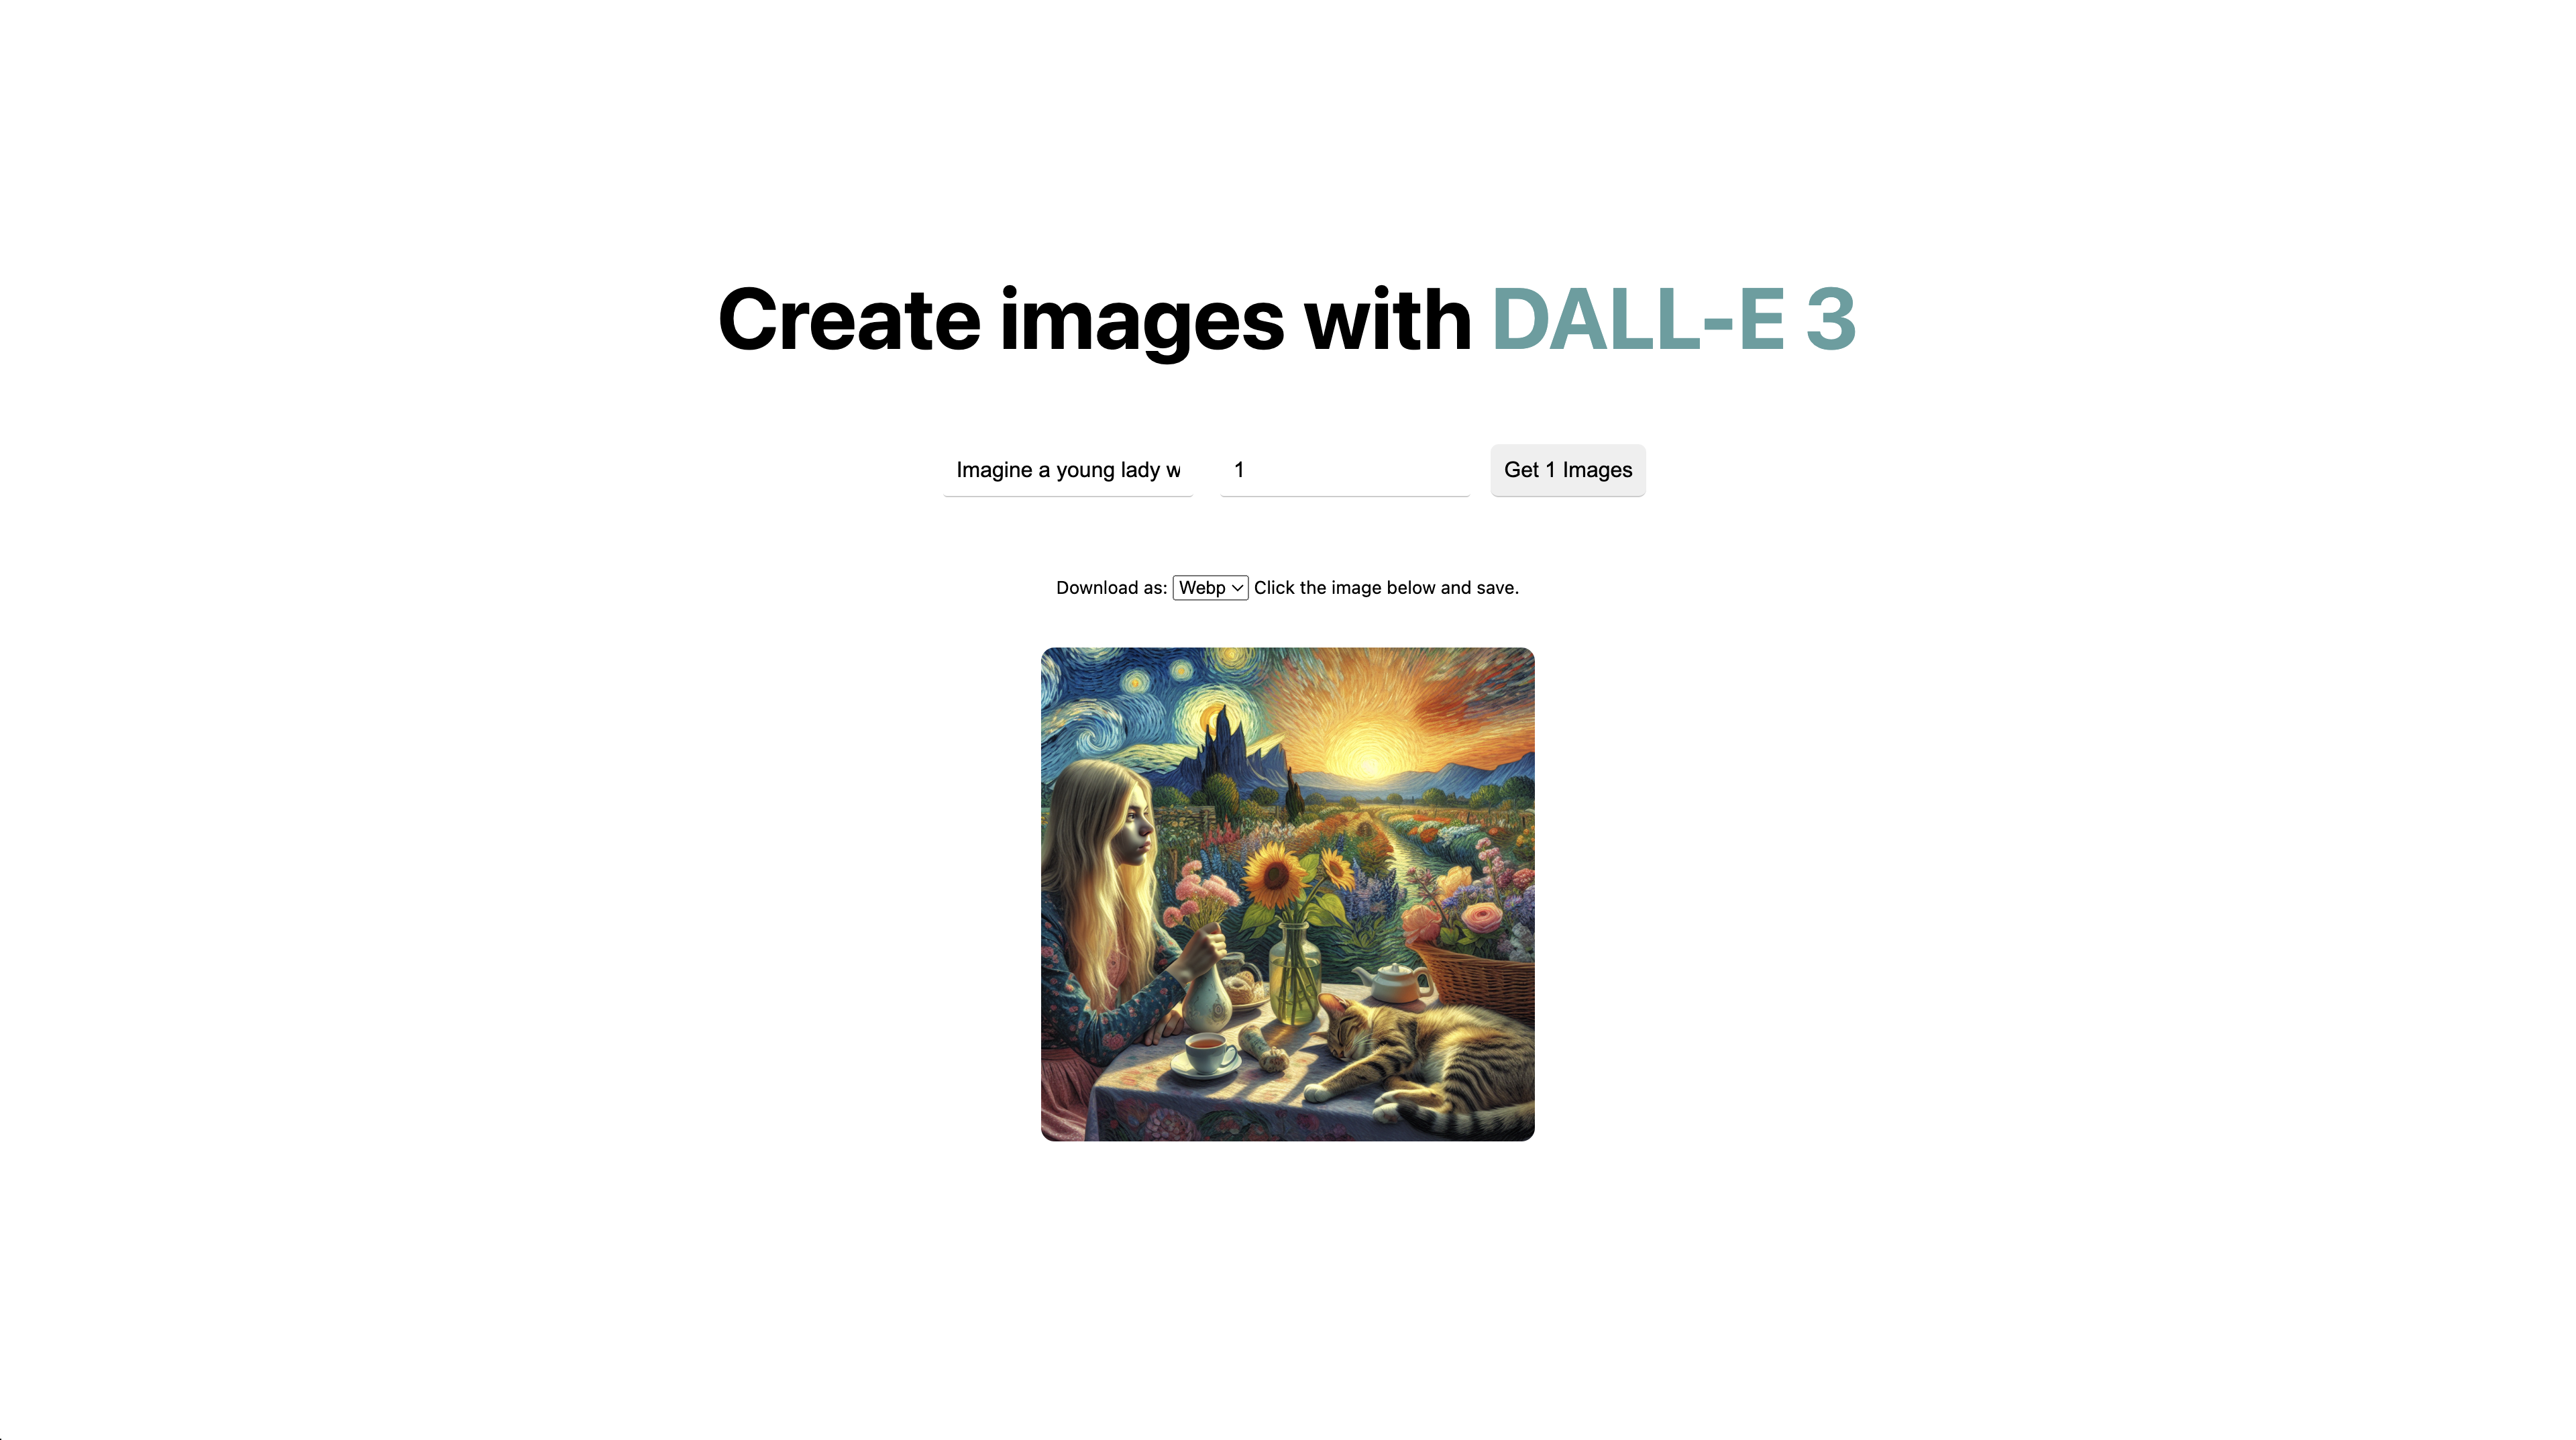 Create images with DALL-E 3
Imagine a young lady w
1
Get 1 Images
Download as: Webp Click the image below and save.